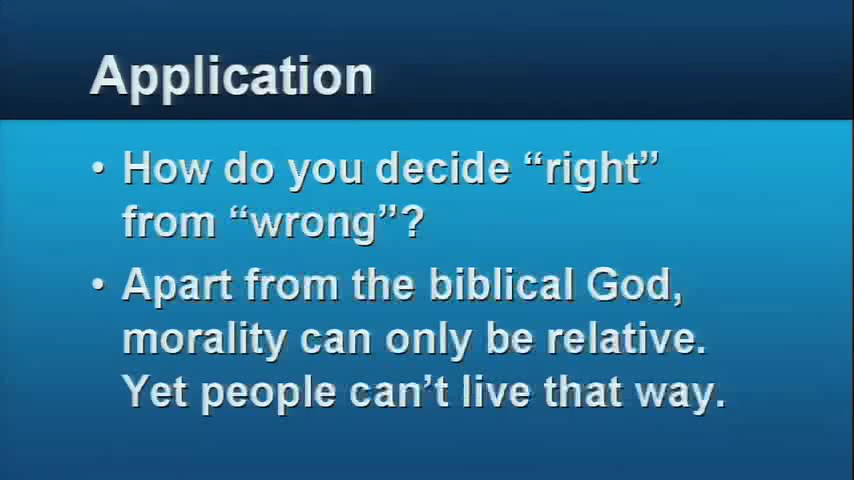 Application
• How do you decide “right”
from “wrong”?
• Apart from the biblical God,
morality can only be relative.
Yet people can’t live that way.